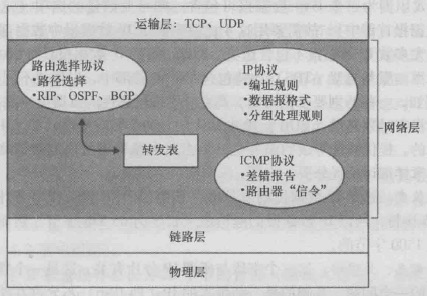 运输层：TCP、UDP
路由选择协议
•路径选择
•RIP、OSPF、BGP
转发表
IP协议
•编址规则
•数据报格式
•分组处理规则
ICMP协议
•差错报告
•路由器“信令”
网络层
链路层
物理层